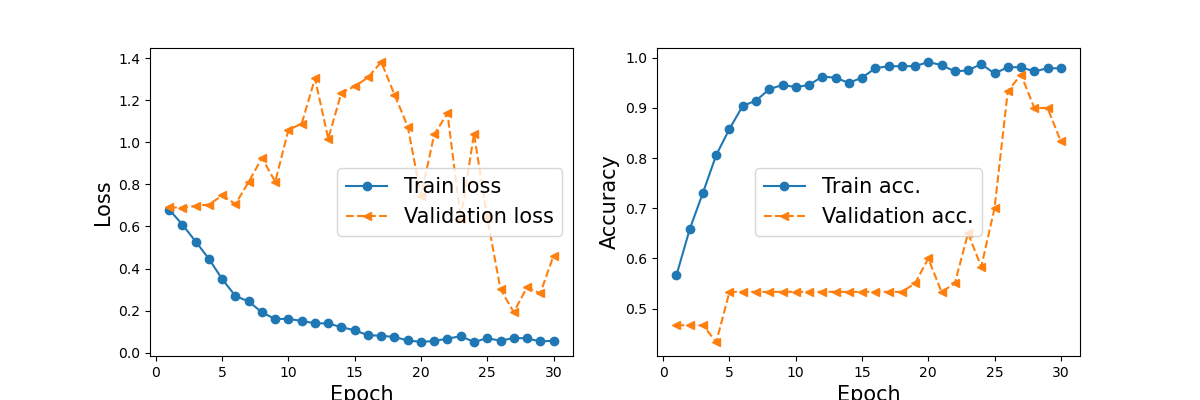 1.4
1.2
1.0
0.8
0.6
0.4
0.2
0.0
Loss
0 5 10 15 20 25 30
Epoch
Train loss
Validation loss
1.0
0.9
0.8
0.7
0.6
0.5
Accuracy
0 5 10 15 20 25 30
Epoch
Train acc.
Validation acc.